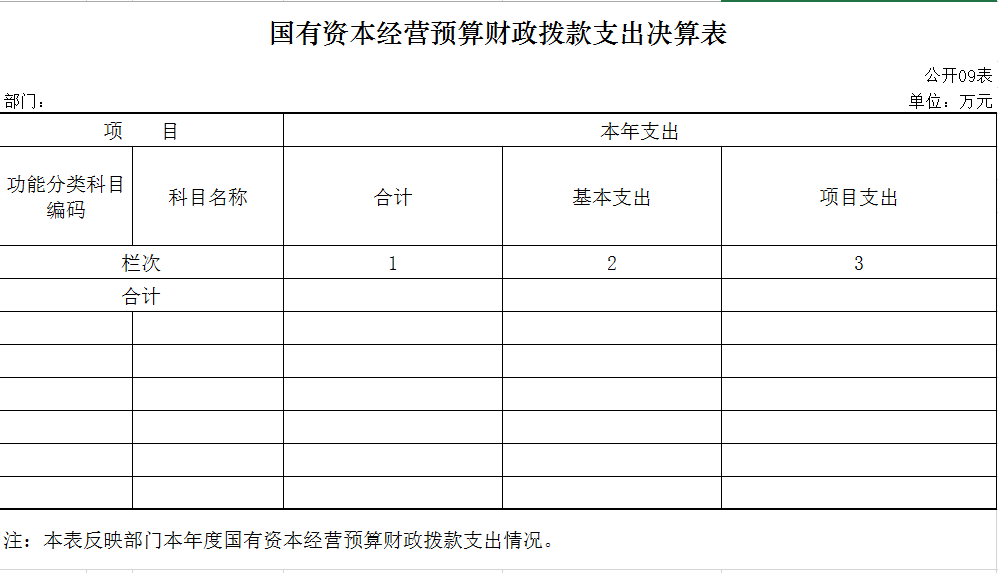 国有资本经营预算财政拨款支出决算表
公开09表
部门：
单位：万元
项 目
本年支出
功能分类科目
编码
科目名称
合计
基本支出
项目支出
栏次
1
2
3
合计
注：本表反映部门本年度国有资本经营预算财政拨款支出情况。